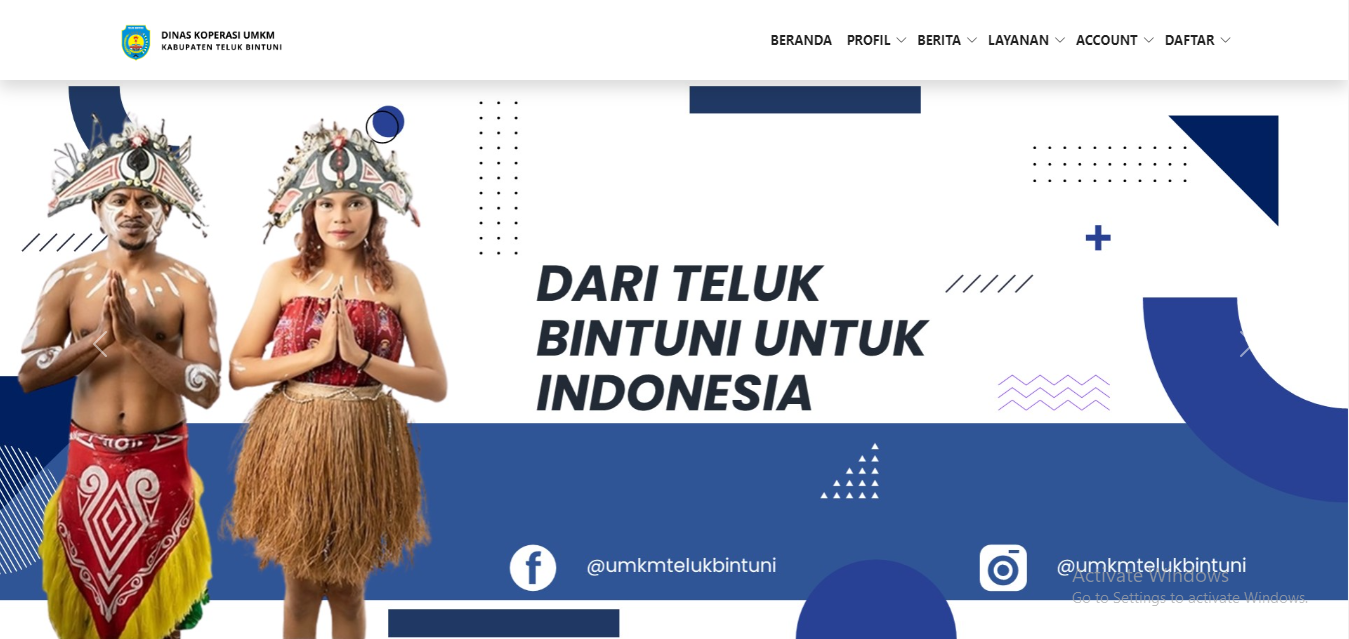 DINAS KOPERASI UMKM
KABUPATEN TELUK BINTUNI
BERANDA PROFIL BERITA LAYANAN ACCOUNT DAFTAR
DARI TELUK
BINTUNI UNTUK
INDONESIA
@umkmtelukbintuni @umkmtelukbintuni
Activate Windows
Go to Settings to activate Windows.